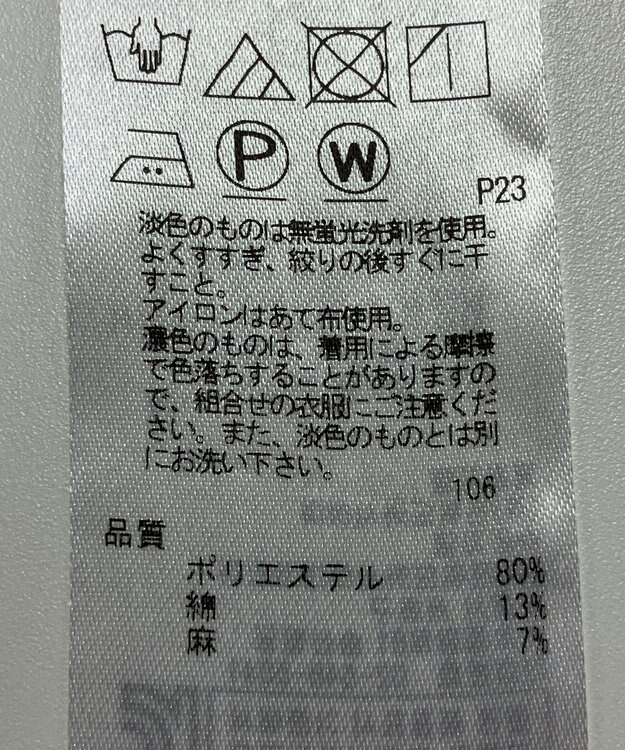 P W P23
淡色のものは無蛍光洗剤を使用。
よくすすぎ、絞りの後すぐに干
すこと。
アイロンはあて布使用。
濃色のものは、着用による摩擦
で色落ちすることがありますの
で、組合せの衣服にご注意くだ
さい。また、淡色のものとは別
にお洗い下さい。
106
品質
ポリエステル 80%
綿 13%
麻 7%